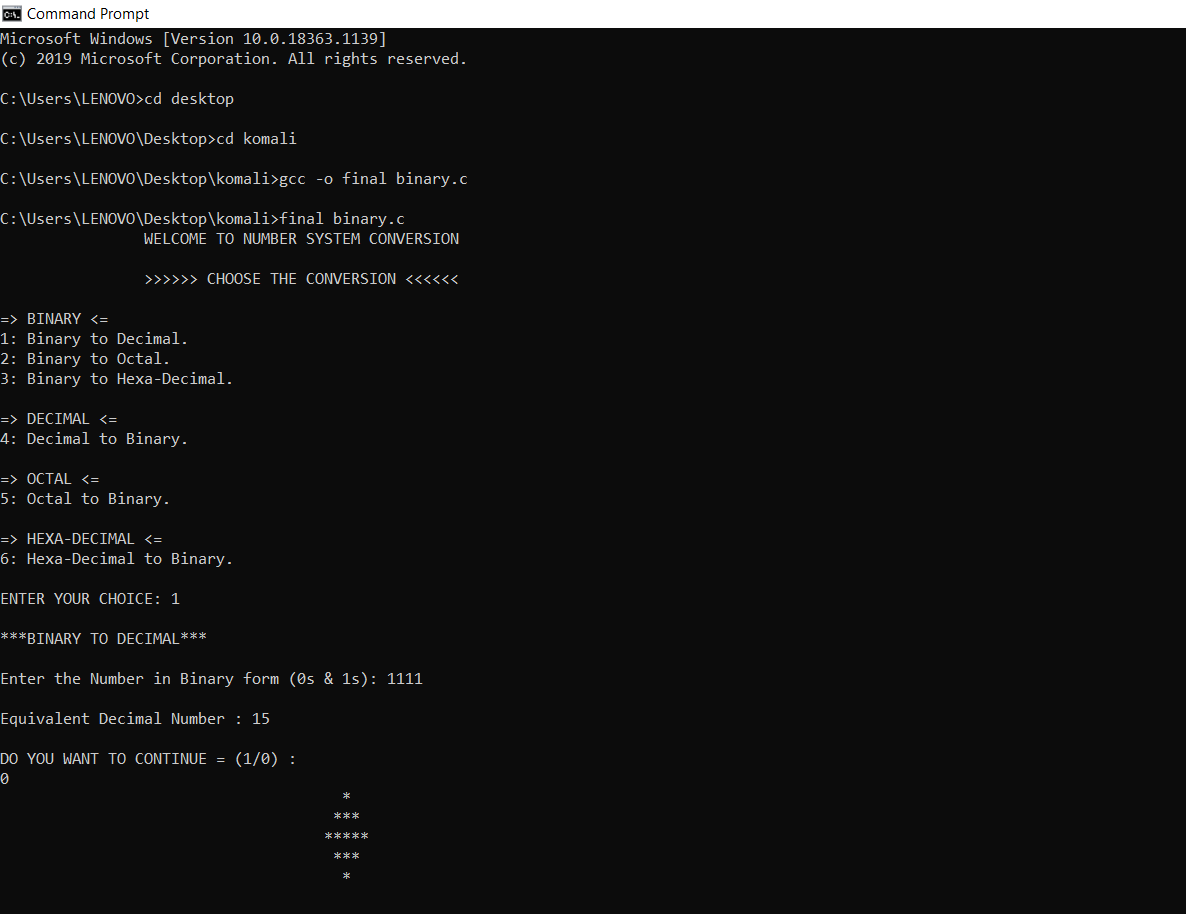 Command Prompt
Microsoft Windows [Version 10.0.18363.1139]
(c) 2019 Microsoft Corporation. All rights reserved.
C:\Users\LENOVO>cd desktop
C:\Users\LENOVO\Desktop>cd komali
C:\Users\LENOVO\Desktop\komali>gcc -o final binary.c
C:\Users\LENOVO\Desktop\komali>final binary.c
WELCOME TO NUMBER SYSTEM CONVERSION
>>>>>> CHOOSE THE CONVERSION <<<<<<
=> BINARY <=
1: Binary to Decimal.
2: Binary to Octal.
3: Binary to Hexa-Decimal.
=> DECIMAL <=
4: Decimal to Binary.
=> OCTAL <=
5: Octal to Binary.
=> HEXA-DECIMAL <=
6: Hexa-Decimal to Binary.
ENTER YOUR CHOICE: 1
***BINARY TO DECIMAL***
Enter the Number in Binary form (0s & 1s): 1111
Equivalent Decimal Number : 15
DO YOU WANT TO CONTINUE = (1/0) :
0
*
***
*****
***
*